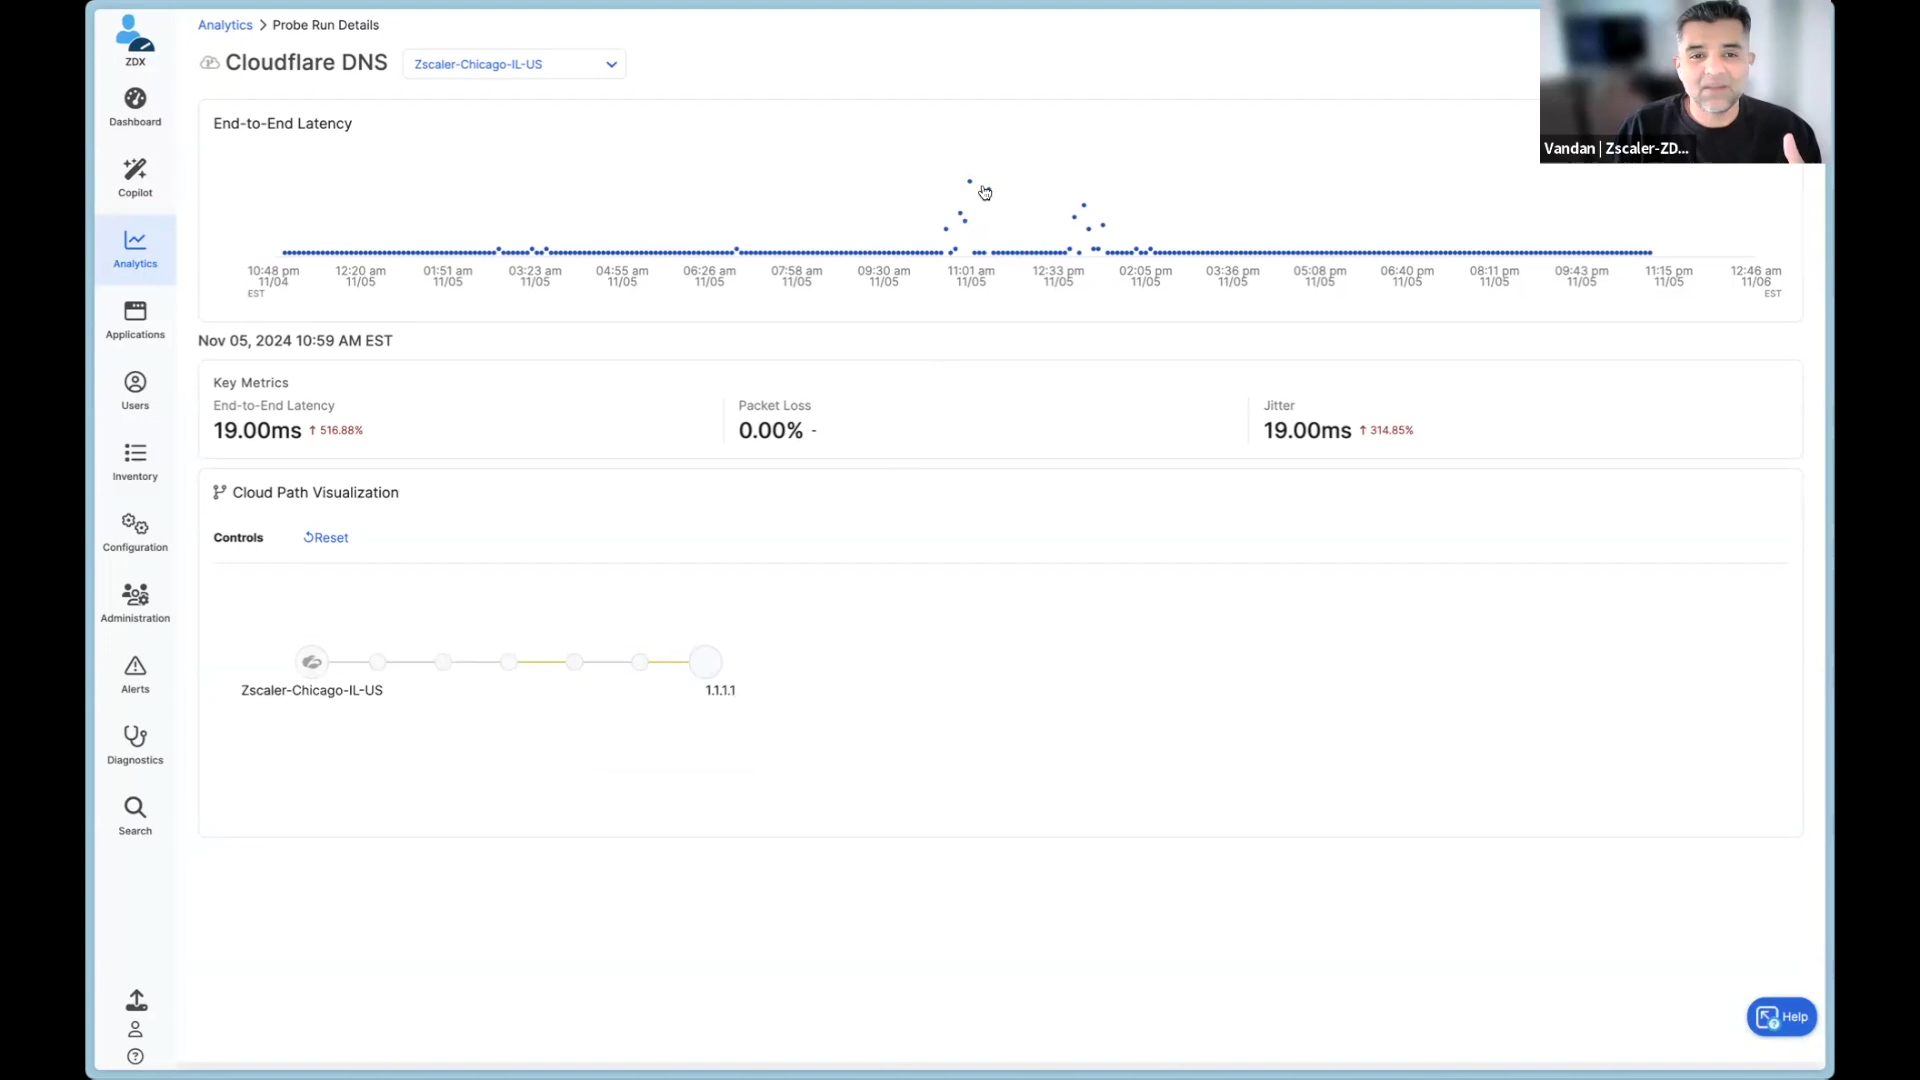 Analytics > Probe Run Details
ZDX
Cloudflare DNS
Zscaler-Chicago-IL-US
Vandan | Zscaler-ZD...
Dashboard
Copilot
Analytics
Applications
Users
Inventory
Configuration
Administration
Alerts
Diagnostics
Search
End-to-End Latency
10:48 pm 12:20 am 01:51 am 03:23 am 04:55 am 06:26 am 07:58 am 09:30 am 11:01 am 12:33 pm 02:05 pm 03:36 pm 05:08 pm 06:40 pm 08:11 pm 09:43 pm 11:15 pm 12:46 am
11/04 11/05 11/05 11/05 11/05 11/05 11/05 11/05 11/05 11/05 11/05 11/05 11/05 11/05 11/05 11/05 11/05 11/06
EST EST
Nov 05, 2024 10:59 AM EST
Key Metrics
End-to-End Latency
19.00ms ↑ 516.88%
Packet Loss
0.00% -
Jitter
19.00ms ↑ 314.85%
Cloud Path Visualization
Controls Reset
Zscaler-Chicago-IL-US
1.1.1.1
Help